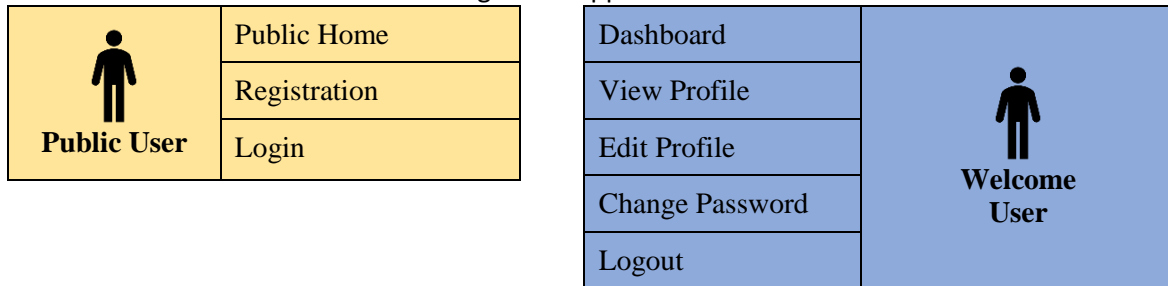 Public Home
Registration
Public User
Login
Dashboard
View Profile
Edit Profile
Change Password
Logout
Welcome
User